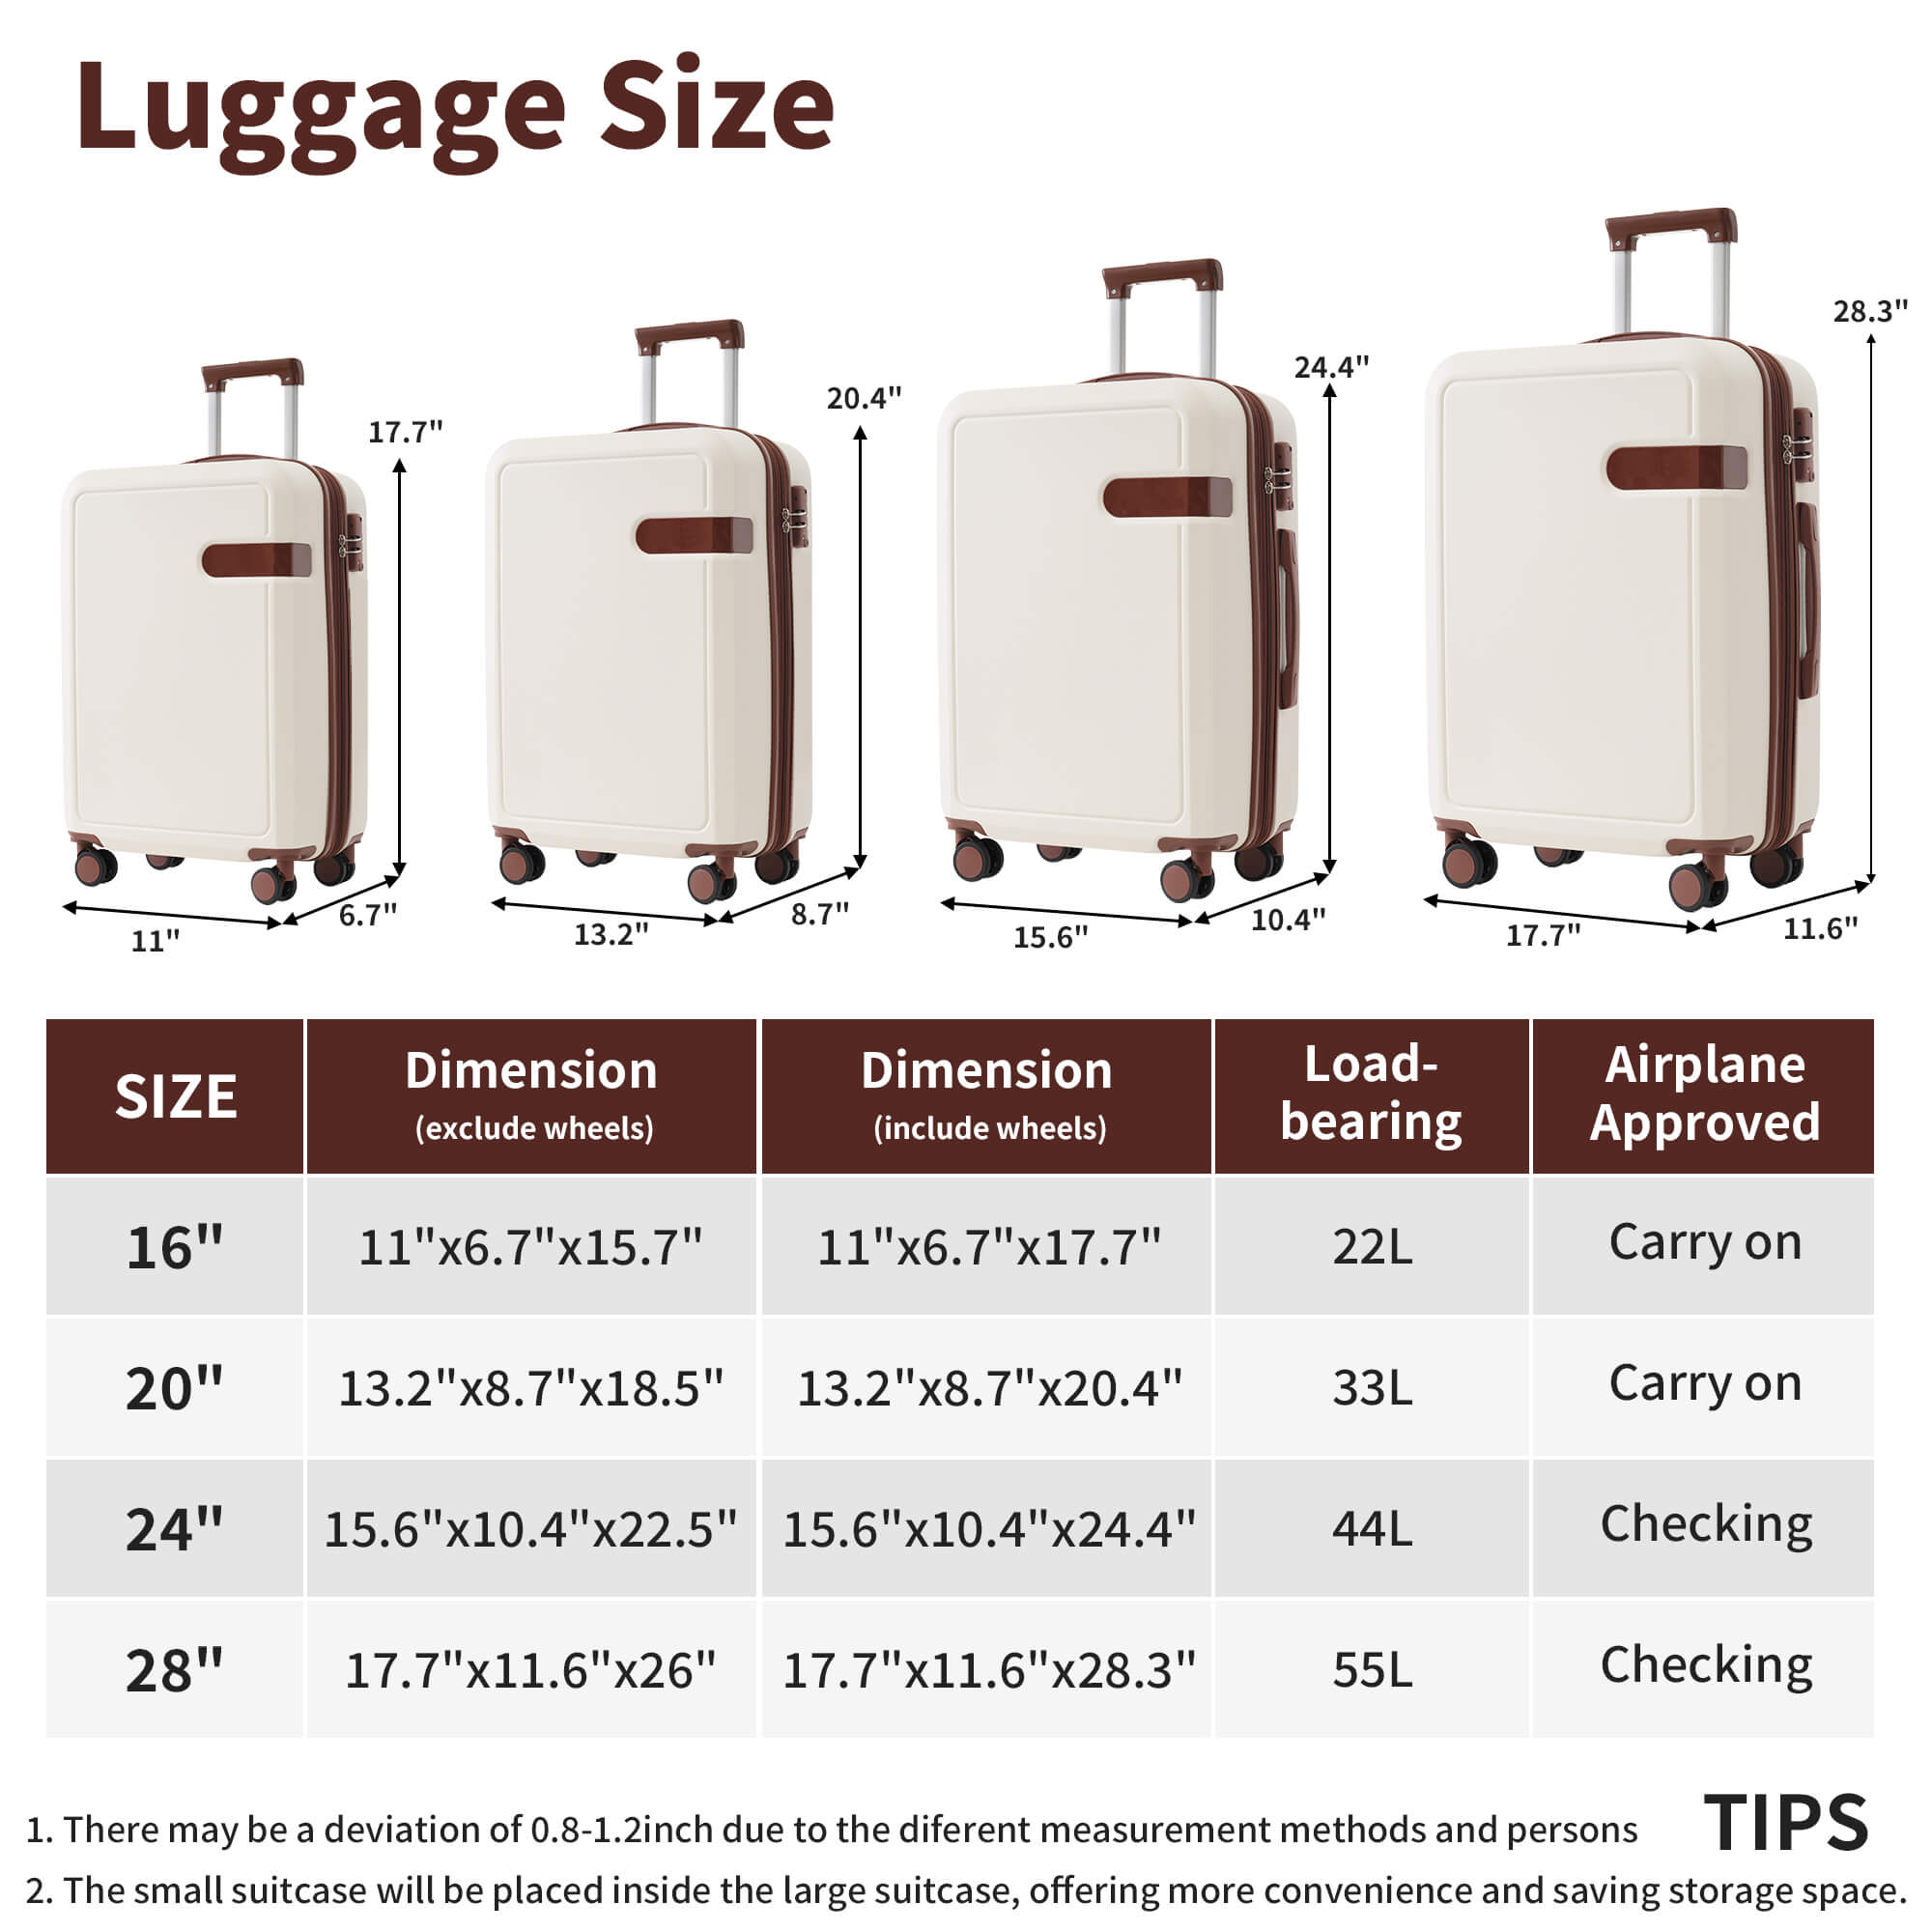 Luggage Size
17.7"
11"
6.7"
20.4"
13.2"
8.7"
24.4"
15.6"
10.4"
28.3"
17.7"
11.6"
SIZE
Dimension
(exclude wheels)
Dimension
(include wheels)
Load-
bearing
Airplane
Approved
16"
11"x6.7"x15.7"
11"x6.7"x17.7"
22L
Carry on
20"
13.2"x8.7"x18.5"
13.2"x8.7"x20.4"
33L
Carry on
24"
15.6"x10.4"x22.5"
15.6"x10.4"x24.4"
44L
Checking
28"
17.7"x11.6"x26"
17.7"x11.6"x28.3"
55L
Checking
TIPS
1. There may be a deviation of 0.8-1.2inch due to the diferent measurement methods and persons
2. The small suitcase will be placed inside the large suitcase, offering more convenience and saving storage space.